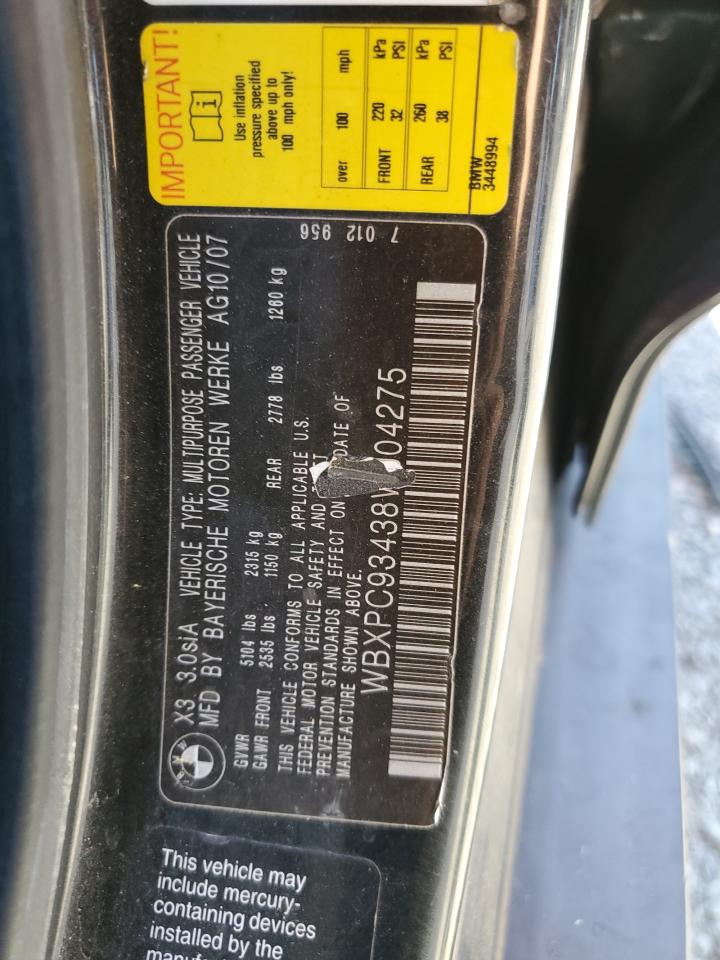 IMPORTANT!
i
Use inflation
pressure specified
above up to
100 mph only!
over 100 mph
FRONT 220 kPa 32 PSI
REAR 260 kPa 38 PSI
BMW
3448994
BMW
X3 3.0siA VEHICLE TYPE: MULTIPURPOSE PASSENGER VEHICLE
MFD BY BAYERISCHE MOTOREN WERKE AG10/07
GVWR 5104 lbs 2315 kg
GAWR FRONT 2535 lbs 1150 kg REAR 2778 lbs 1260 kg
THIS VEHICLE CONFORMS TO ALL APPLICABLE U.S.
FEDERAL MOTOR VEHICLE SAFETY AND
PREVENTION STANDARDS IN EFFECT ON DATE OF
MANUFACTURE SHOWN ABOVE.
WBXPC93438W 04275
7 012 956
This vehicle may
include mercury-
containing devices
installed by the